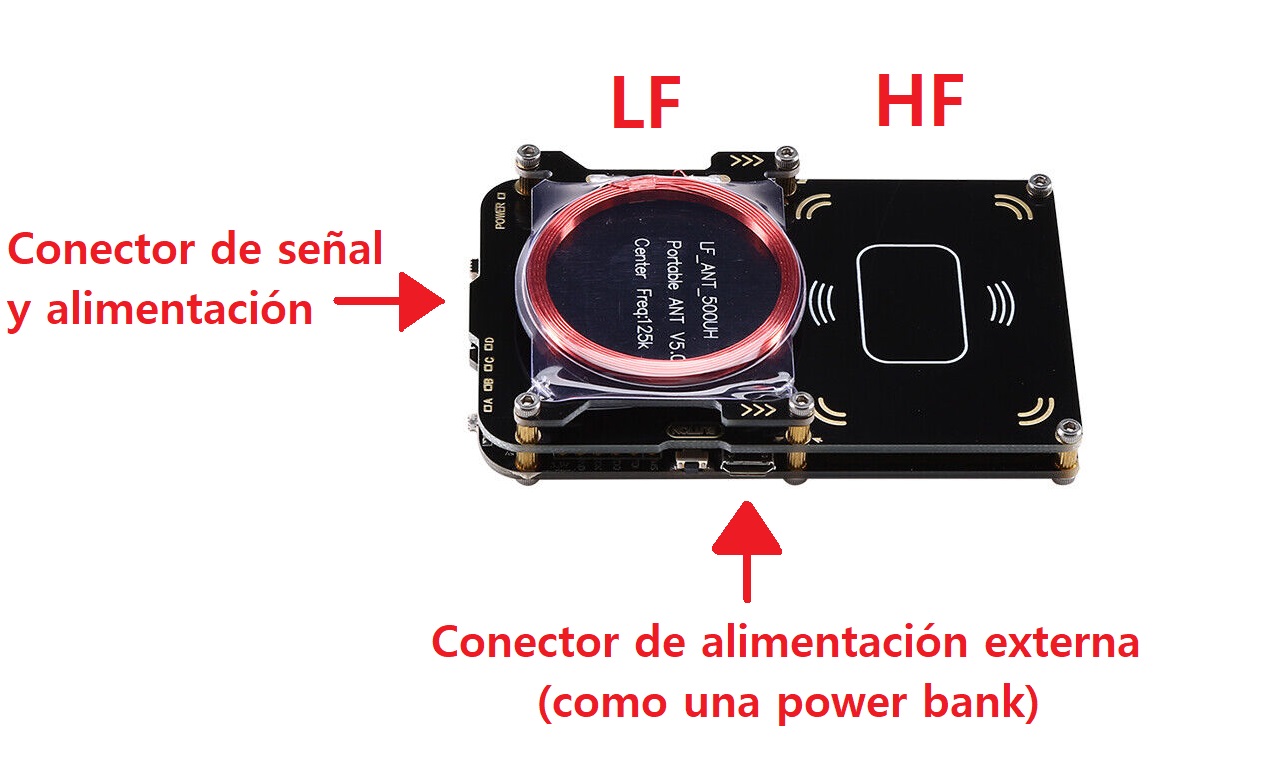 LF
HF
Conector de señal
y alimentación
POWER
LF_ANT_500UH
Portable ANT V5.0
Center Freq:125k
A B C D
BUTTON
Conector de alimentación externa
(como una power bank)